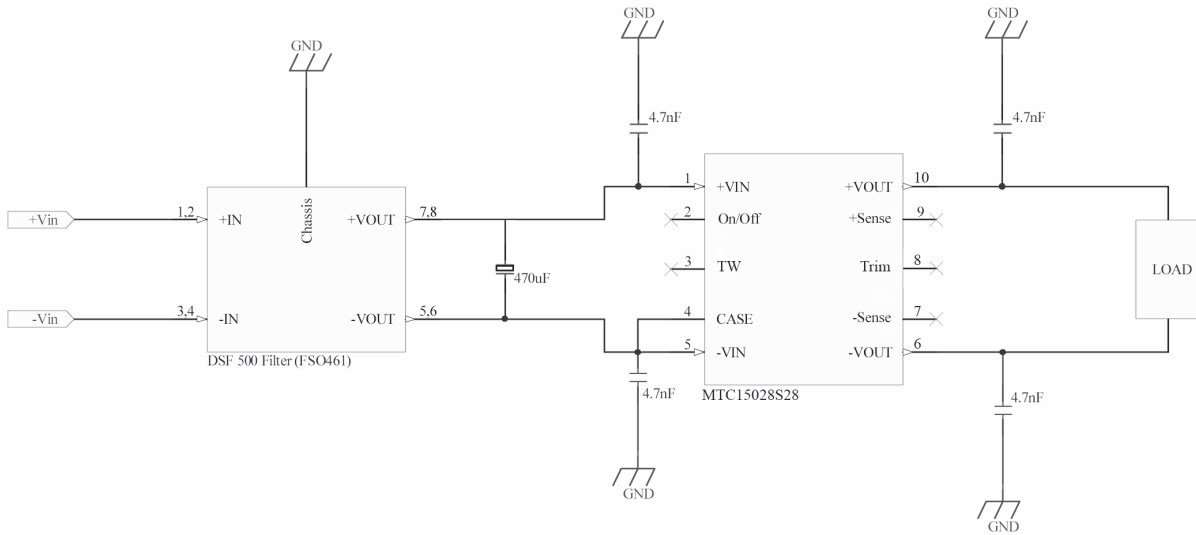 GND
GND
GND
4.7nF
4.7nF
1
+VIN
+VOUT
10
+Vin
1,2
+IN
Chassis
+VOUT
7,8
2
On/Off
+Sense
9
3
TW
Trim
8
LOAD
470uF
-Vin
3,4
-IN
-VOUT
5,6
4
CASE
-Sense
7
5
-VIN
-VOUT
6
DSF 500 Filter (FSO461)
4.7nF
MTC15028S28
4.7nF
GND
GND